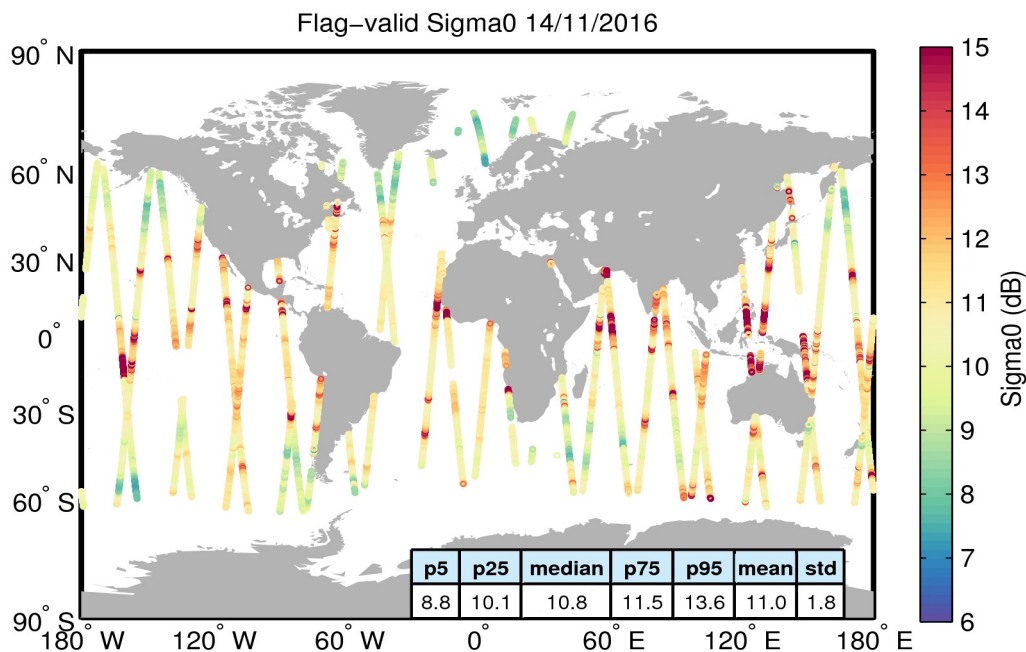 Flag−valid Sigma0 14/11/2016
90° N
60° N
30° N
0°
30° S
60° S
90° S
180° W
120° W
60° W
0°
60° E
120° E
180° E
p5 p25 median p75 p95 mean std
8.8 10.1 10.8 11.5 13.6 11.0 1.8
15
14
13
12
11
10
9
8
7
6
Sigma0 (dB)